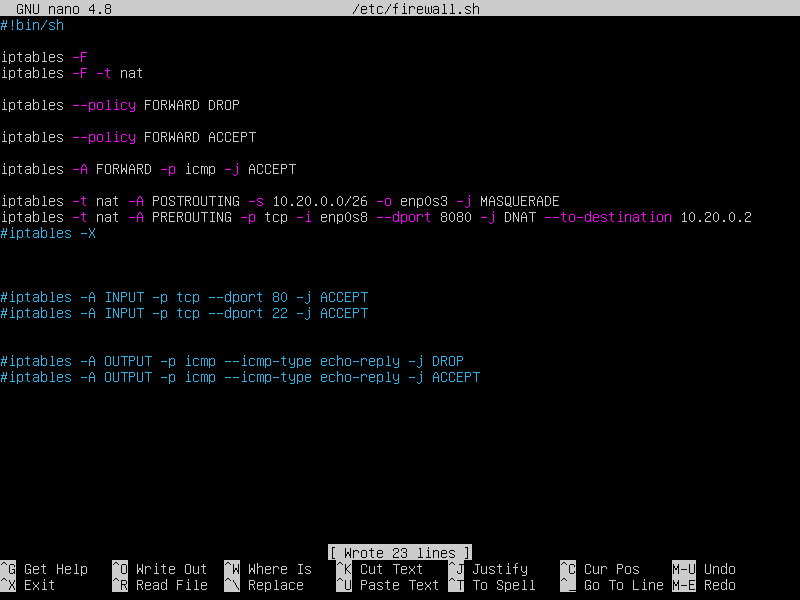 GNU nano 4.8 /etc/firewall.sh
#!bin/sh
iptables -F
iptables -F -t nat
iptables --policy FORWARD DROP
iptables --policy FORWARD ACCEPT
iptables -A FORWARD -p icmp -j ACCEPT
iptables -t nat -A POSTROUTING -s 10.20.0.0/26 -o enp0s3 -j MASQUERADE
iptables -t nat -A PREROUTING -p tcp -i enp0s8 --dport 8080 -j DNAT --to-destination 10.20.0.2
#iptables -X
#iptables -A INPUT -p tcp --dport 80 -j ACCEPT
#iptables -A INPUT -p tcp --dport 22 -j ACCEPT
#iptables -A OUTPUT -p icmp --icmp-type echo-reply -j DROP
#iptables -A OUTPUT -p icmp --icmp-type echo-reply -j ACCEPT
[ Wrote 23 lines ]
^G Get Help ^O Write Out ^W Where Is ^K Cut Text ^J Justify ^C Cur Pos M-U Undo
^X Exit ^R Read File ^\ Replace ^U Paste Text ^T To Spell ^_ Go To Line M-E Redo